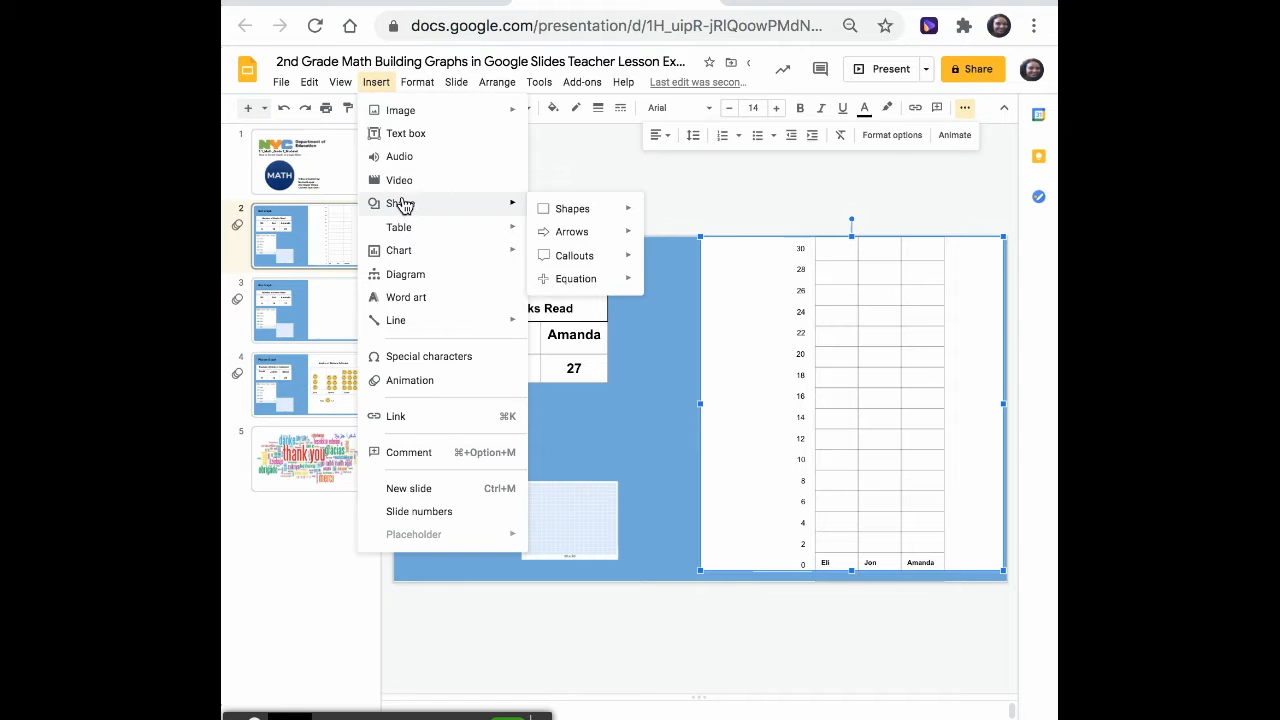 docs.google.com/presentation/d/1H_uipR-jRlQoowPMdN...
2nd Grade Math Building Graphs in Google Slides Teacher Lesson Ex...
Present
Share
File Edit View Insert Format Slide Arrange Tools Add-ons Help Last edit was secon...
Arial 14
Format options Animate
Image
Text box
Audio
Video
Table
Chart
Diagram
Word art
Line
Special characters
Animation
Link ⌘K
Comment ⌘+Option+M
New slide Ctrl+M
Slide numbers
Placeholder
Shapes
Arrows
Callouts
Equation
1
NYC Department of
Education
MATH
2
3
4
5
thank you
ks Read
Amanda
27
30
28
26
24
22
20
18
16
14
12
10
8
6
4
2
0
Eli Jon Amanda